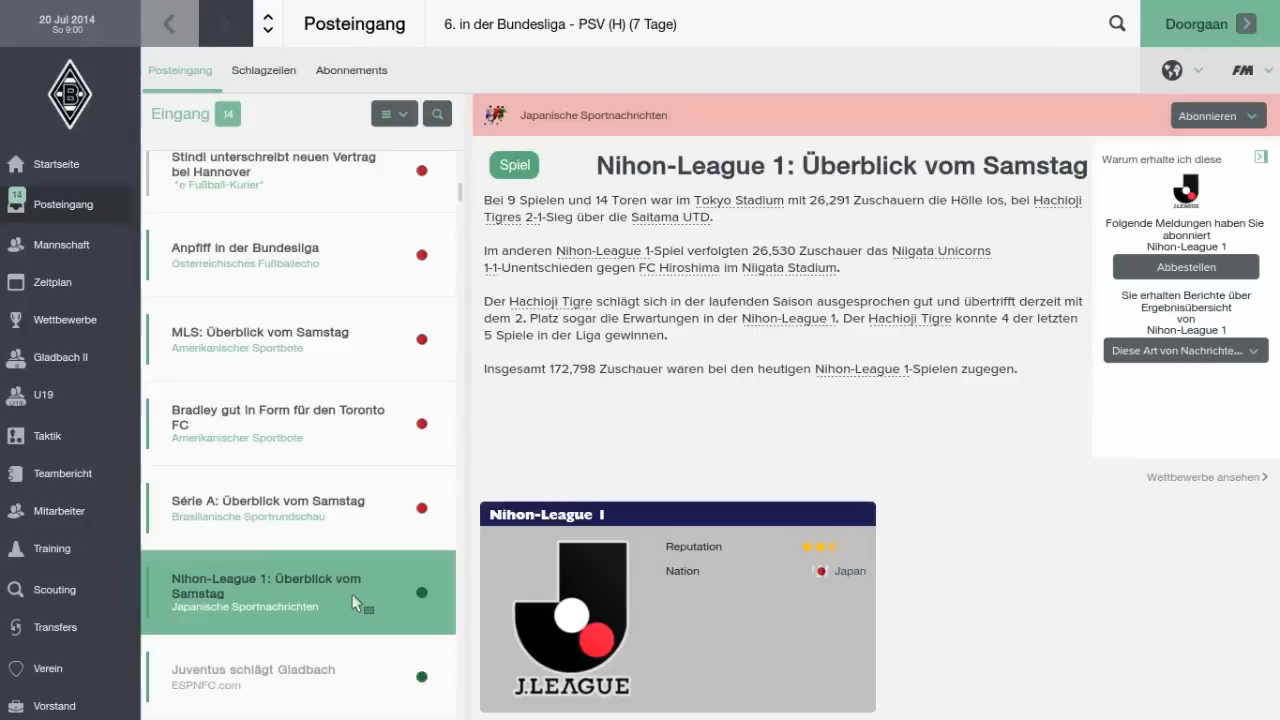 20 Jul 2014
So 9:00
Posteingang
6. in der Bundesliga - PSV (H) (7 Tage)
Doorgaan
Posteingang
Schlagzeilen
Abonnements
FM
B
Startseite
14
Posteingang
Mannschaft
Zeitplan
Wettbewerbe
Gladbach II
U19
Taktik
Teambericht
Mitarbeiter
Training
Scouting
Transfers
Verein
Vorstand
Eingang 14
Stindl unterschreibt neuen Vertrag
bei Hannover
"e Fußball-Kurier"
Anpfiff in der Bundesliga
Österreichisches Fußballecho
MLS: Überblick vom Samstag
Amerikanischer Sportbote
Bradley gut in Form für den Toronto
FC
Amerikanischer Sportbote
Série A: Überblick vom Samstag
Brasilianische Sportrundschau
Nihon-League 1: Überblick vom
Samstag
Japanische Sportnachrichten
Juventus schlägt Gladbach
ESPNFC.com
Japanische Sportnachrichten
Abonnieren
Spiel
Nihon-League 1: Überblick vom Samstag
Bei 9 Spielen und 14 Toren war im Tokyo Stadium mit 26,291 Zuschauern die Hölle los, bei Hachioji
Tigres 2-1-Sieg über die Saitama UTD.
Im anderen Nihon-League 1-Spiel verfolgten 26,530 Zuschauer das Niigata Unicorns
1-1-Unentschieden gegen FC Hiroshima im Niigata Stadium.
Der Hachioji Tigre schlägt sich in der laufenden Saison ausgesprochen gut und übertrifft derzeit mit
dem 2. Platz sogar die Erwartungen in der Nihon-League 1. Der Hachioji Tigre konnte 4 der letzten
5 Spiele in der Liga gewinnen.
Insgesamt 172,798 Zuschauer waren bei den heutigen Nihon-League 1-Spielen zugegen.
Warum erhalte ich diese
J.LEAGUE
Folgende Meldungen haben Sie
abonniert
Nihon-League 1
Abbestellen
Sie erhalten Berichte über
Ergebnisübersicht
von
Nihon-League 1
Diese Art von Nachrichte...
Wettbewerbe ansehen
Nihon-League 1
Reputation
Nation
Japan
J.LEAGUE